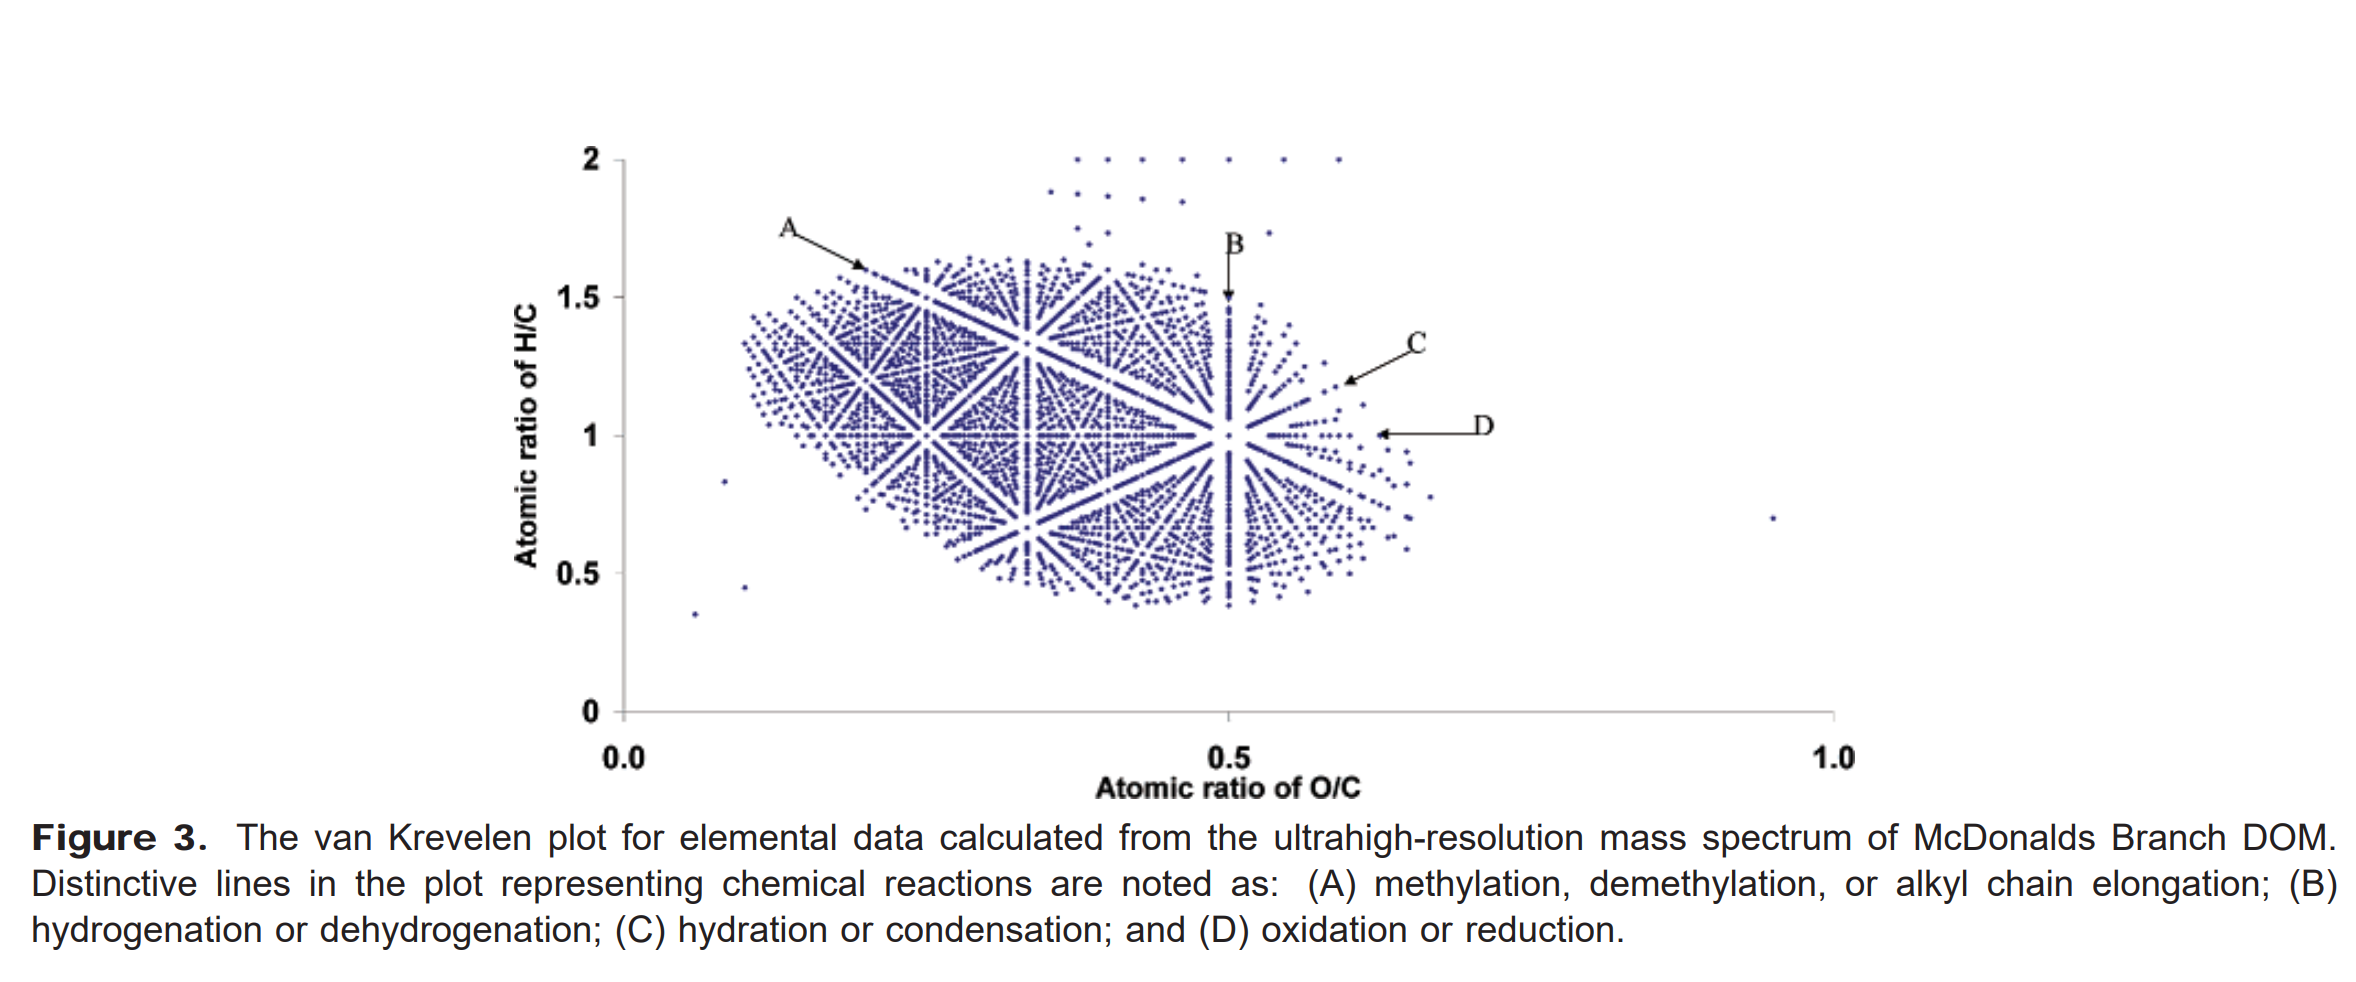 2
A
B
1.5
C
D
1
0.5
0
Atomic ratio of H/C
0.0
0.5
1.0
Atomic ratio of O/C
Figure 3. The van Krevelen plot for elemental data calculated from the ultrahigh-resolution mass spectrum of McDonalds Branch DOM.
Distinctive lines in the plot representing chemical reactions are noted as: (A) methylation, demethylation, or alkyl chain elongation; (B)
hydrogenation or dehydrogenation; (C) hydration or condensation; and (D) oxidation or reduction.